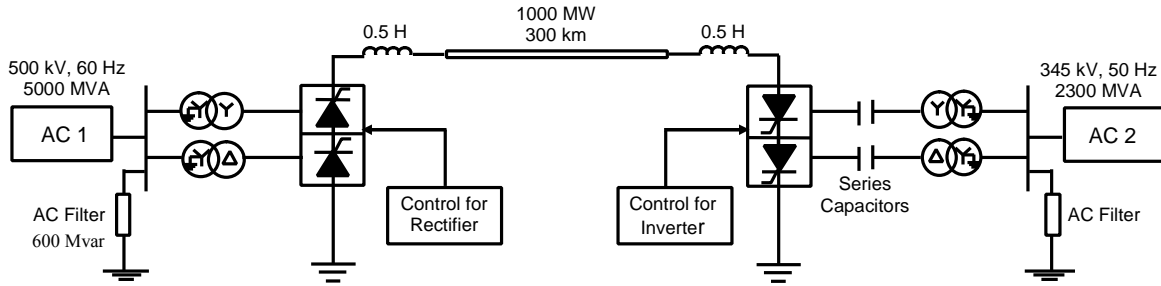 1000 MW
300 km
0.5 H
0.5 H
500 kV, 60 Hz
5000 MVA
345 kV, 50 Hz
2300 MVA
AC 1
AC 2
AC Filter
600 Mvar
Control for
Rectifier
Control for
Inverter
Series
Capacitors
AC Filter